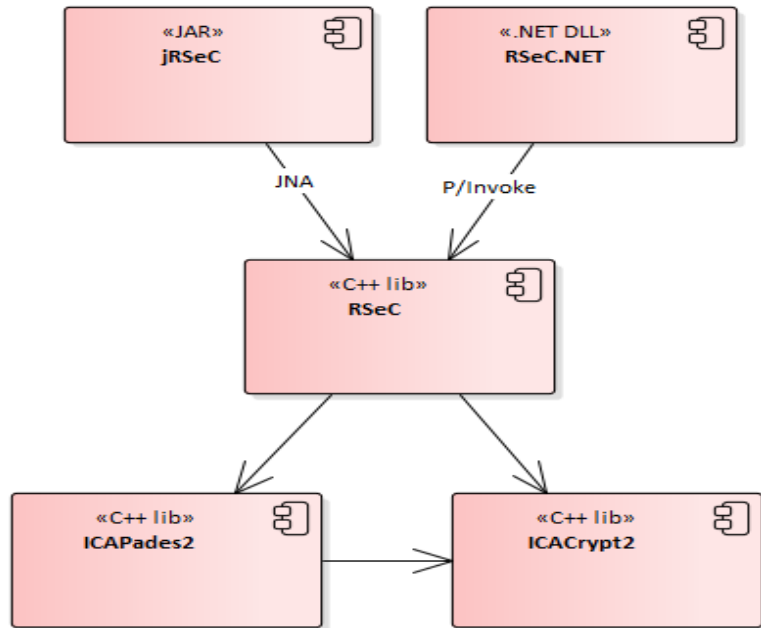 «JAR»
jRSeC
«.NET DLL»
RSeC.NET
JNA
P/Invoke
«C++ lib»
RSeC
«C++ lib»
ICAPades2
«C++ lib»
ICACrypt2